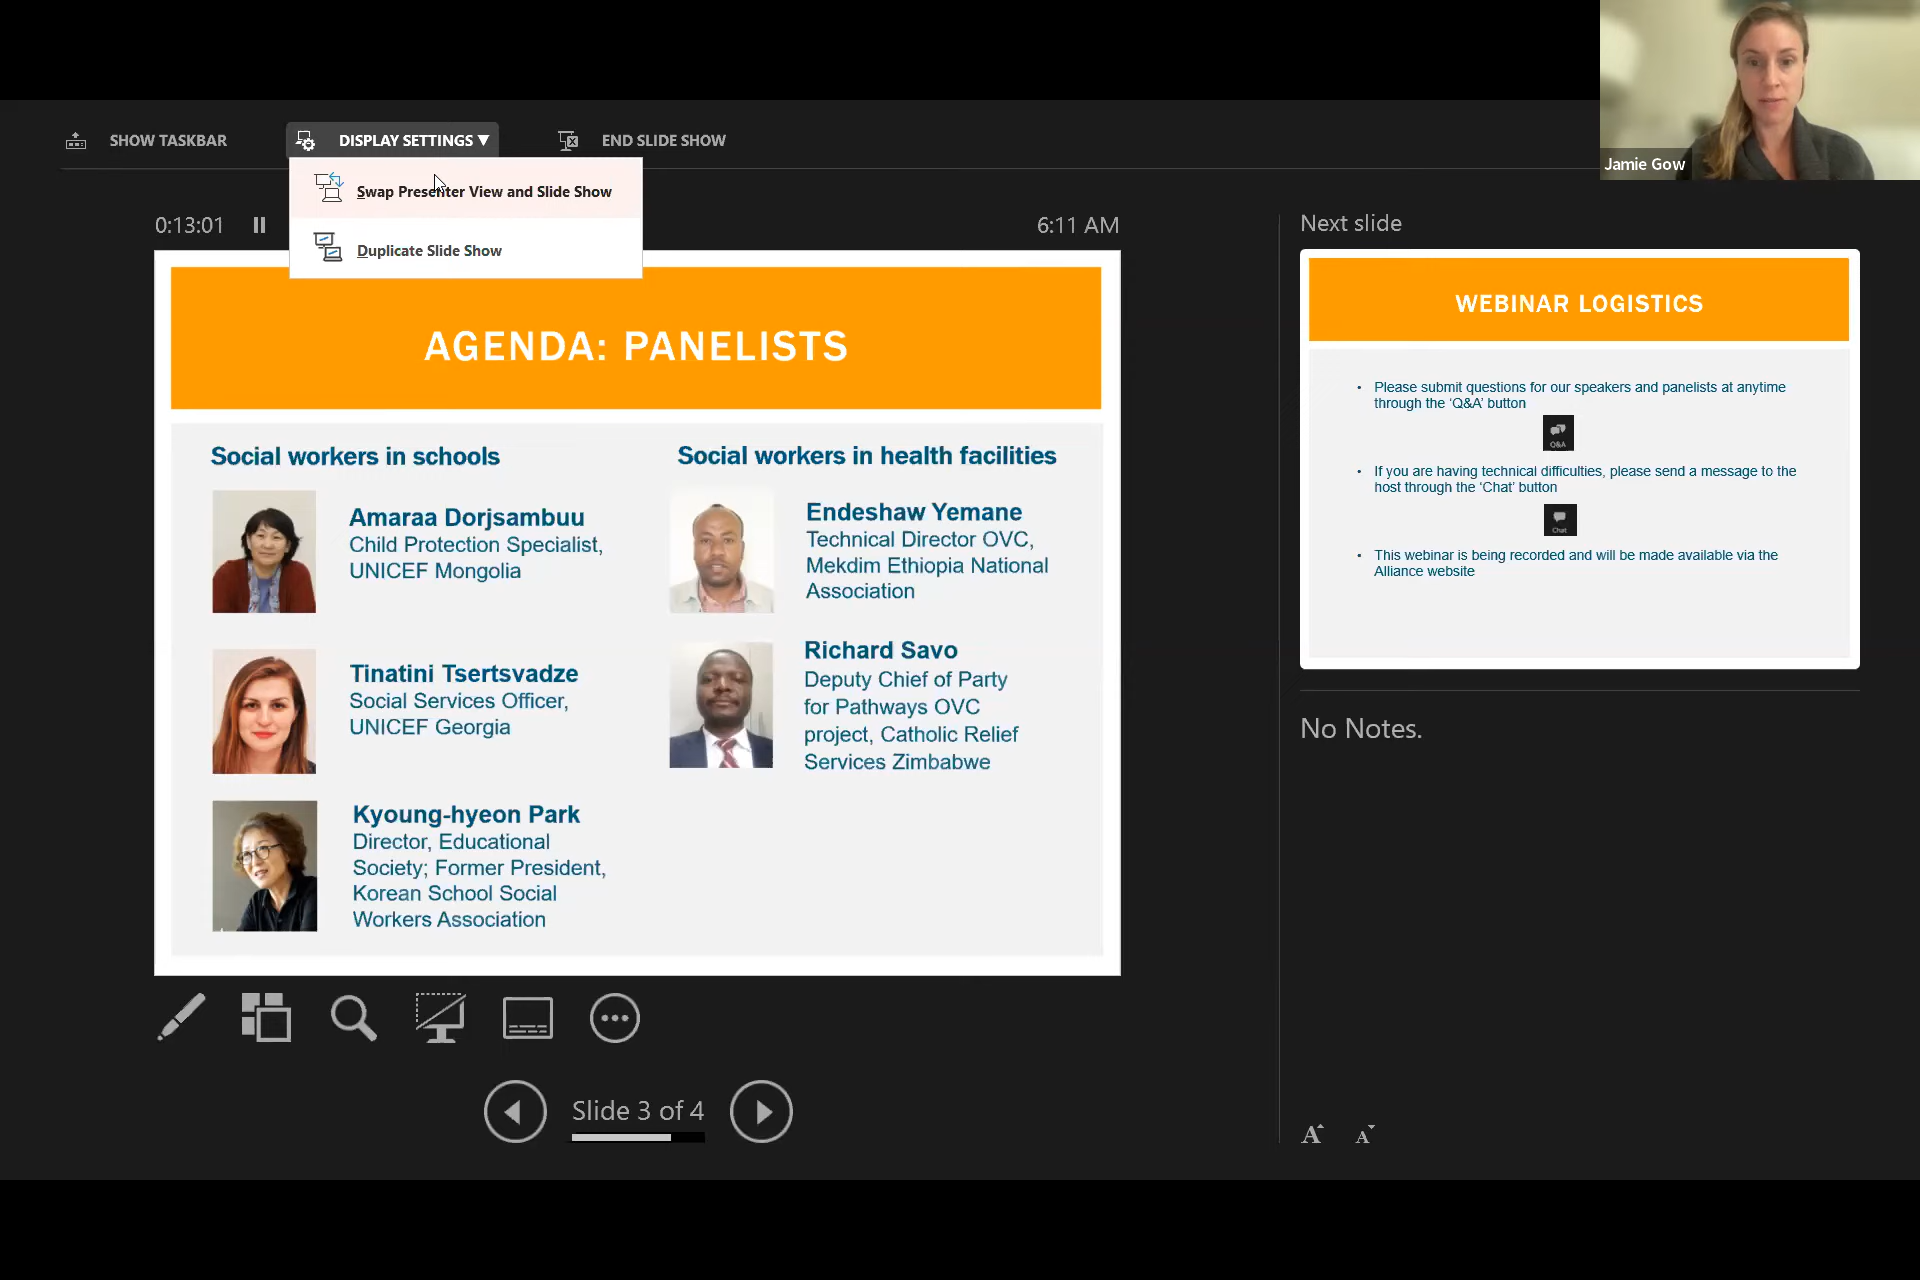 Jamie Gow
SHOW TASKBAR
DISPLAY SETTINGS ▼
END SLIDE SHOW
Swap Presenter View and Slide Show
Duplicate Slide Show
0:13:01
6:11 AM
AGENDA: PANELISTS
Social workers in schools
Amaraa Dorjsambuu
Child Protection Specialist,
UNICEF Mongolia
Tinatini Tsertsvadze
Social Services Officer,
UNICEF Georgia
Kyoung-hyeon Park
Director, Educational
Society; Former President,
Korean School Social
Workers Association
Social workers in health facilities
Endeshaw Yemane
Technical Director OVC,
Mekdim Ethiopia National
Association
Richard Savo
Deputy Chief of Party
for Pathways OVC
project, Catholic Relief
Services Zimbabwe
Slide 3 of 4
Next slide
WEBINAR LOGISTICS
• Please submit questions for our speakers and panelists at anytime
through the ‘Q&A’ button
Q&A
• If you are having technical difficulties, please send a message to the
host through the ‘Chat’ button
Chat
• This webinar is being recorded and will be made available via the
Alliance website
No Notes.
A A